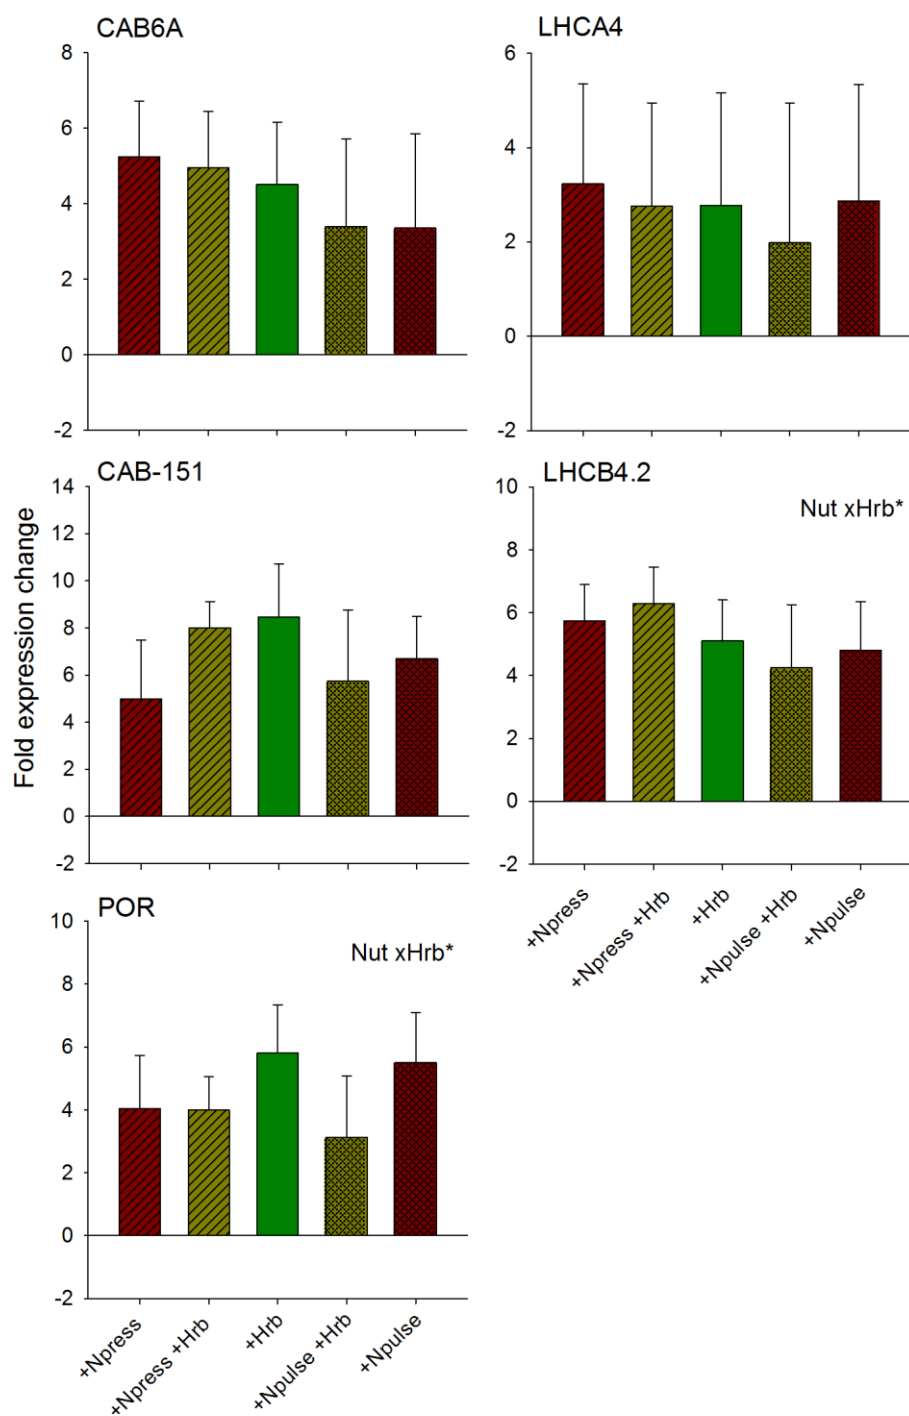 CAB6A
8
6
4
2
0
-2
LHCA4
6
4
2
0
-2
Fold expression change
CAB-151
14
12
10
8
6
4
2
0
-2
LHCB4.2
Nut xHrb*
10
8
6
4
2
0
-2
+Npress
+Npress +Hrb
+Hrb
+Npulse +Hrb
+Npulse
POR
Nut xHrb*
10
8
6
4
2
0
-2
+Npress
+Npress +Hrb
+Hrb
+Npulse +Hrb
+Npulse